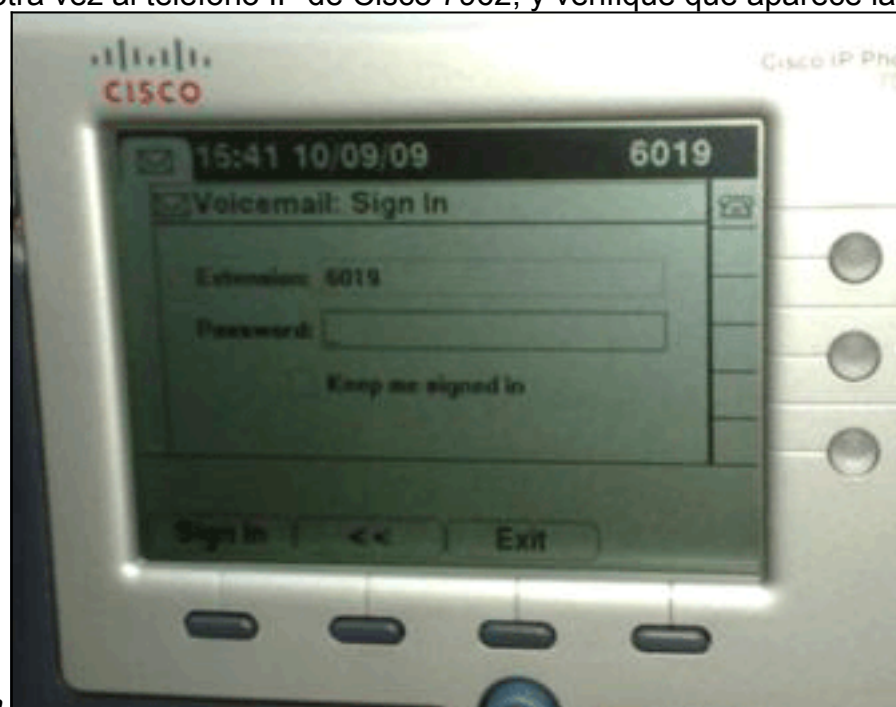 otra vez al teléfono IP de Cisco 7962, y verifique que aparece la
CISCO
Cisco IP Pho
15:41 10/09/09 6019
Voicemail: Sign In
Extension: 6019
Password:
Keep me signed in
Sign In << Exit